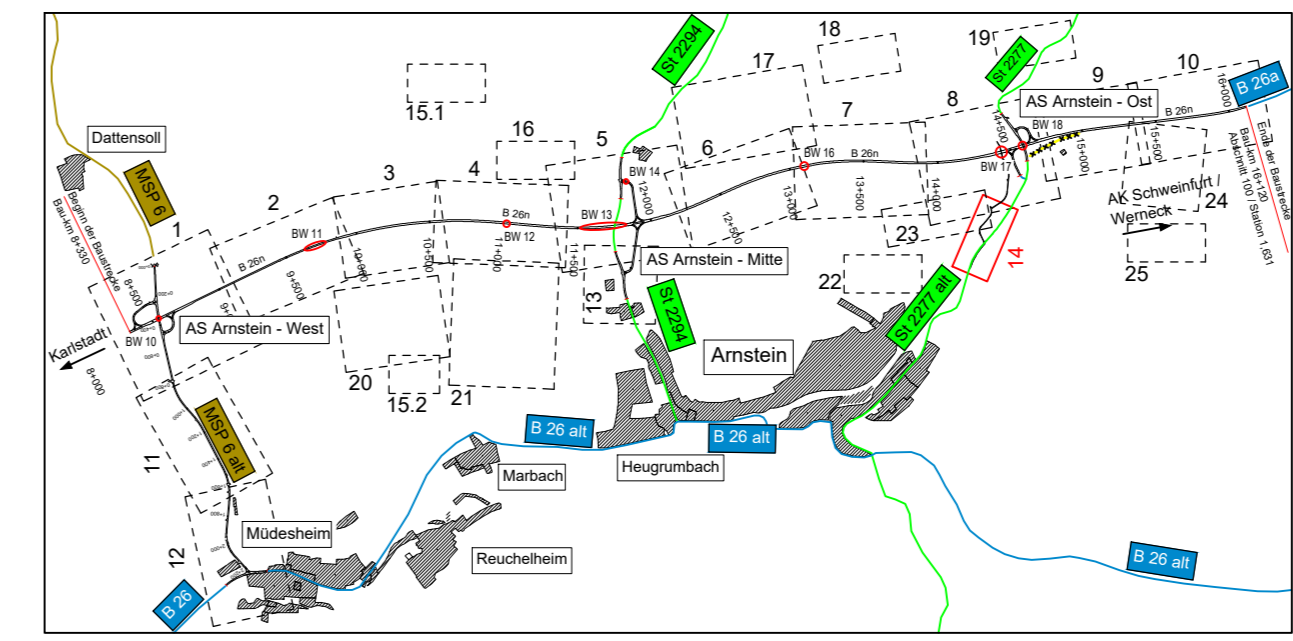 18
19
St 2294
St 2277
17
10
9
15.1
16+000
B 26a
8
AS Arnstein - Ost
7
B 26n
BW 18
14+500
Dattensoll
16
5
6
MSP 6
4
3
BW 16
B 26n
BW 17
15+000
15+500
Ende der Baustrecke
Bau-km 16+120
Abschnitt 100 / Station 1,631
BW 14
12+000
2
Beginn der Baustrecke
Bau-km 8+330
B 26n
BW 13
13+000
13+500
14+000
AK Schweinfurt /
Werneck
24
1
BW 11
BW 12
12+500
23
B 26n
10+000
10+500
11+000
11+500
AS Arnstein - Mitte
14
25
8+500
9+500
13
22
AS Arnstein - West
BW 10
St 2294
St 2277 alt
Karlstadt
8+000
Arnstein
20
15.2
21
MSP 6 alt
11
B 26 alt
B 26 alt
Heugrumbach
Marbach
Müdesheim
12
Reuchelheim
B 26 alt
B 26